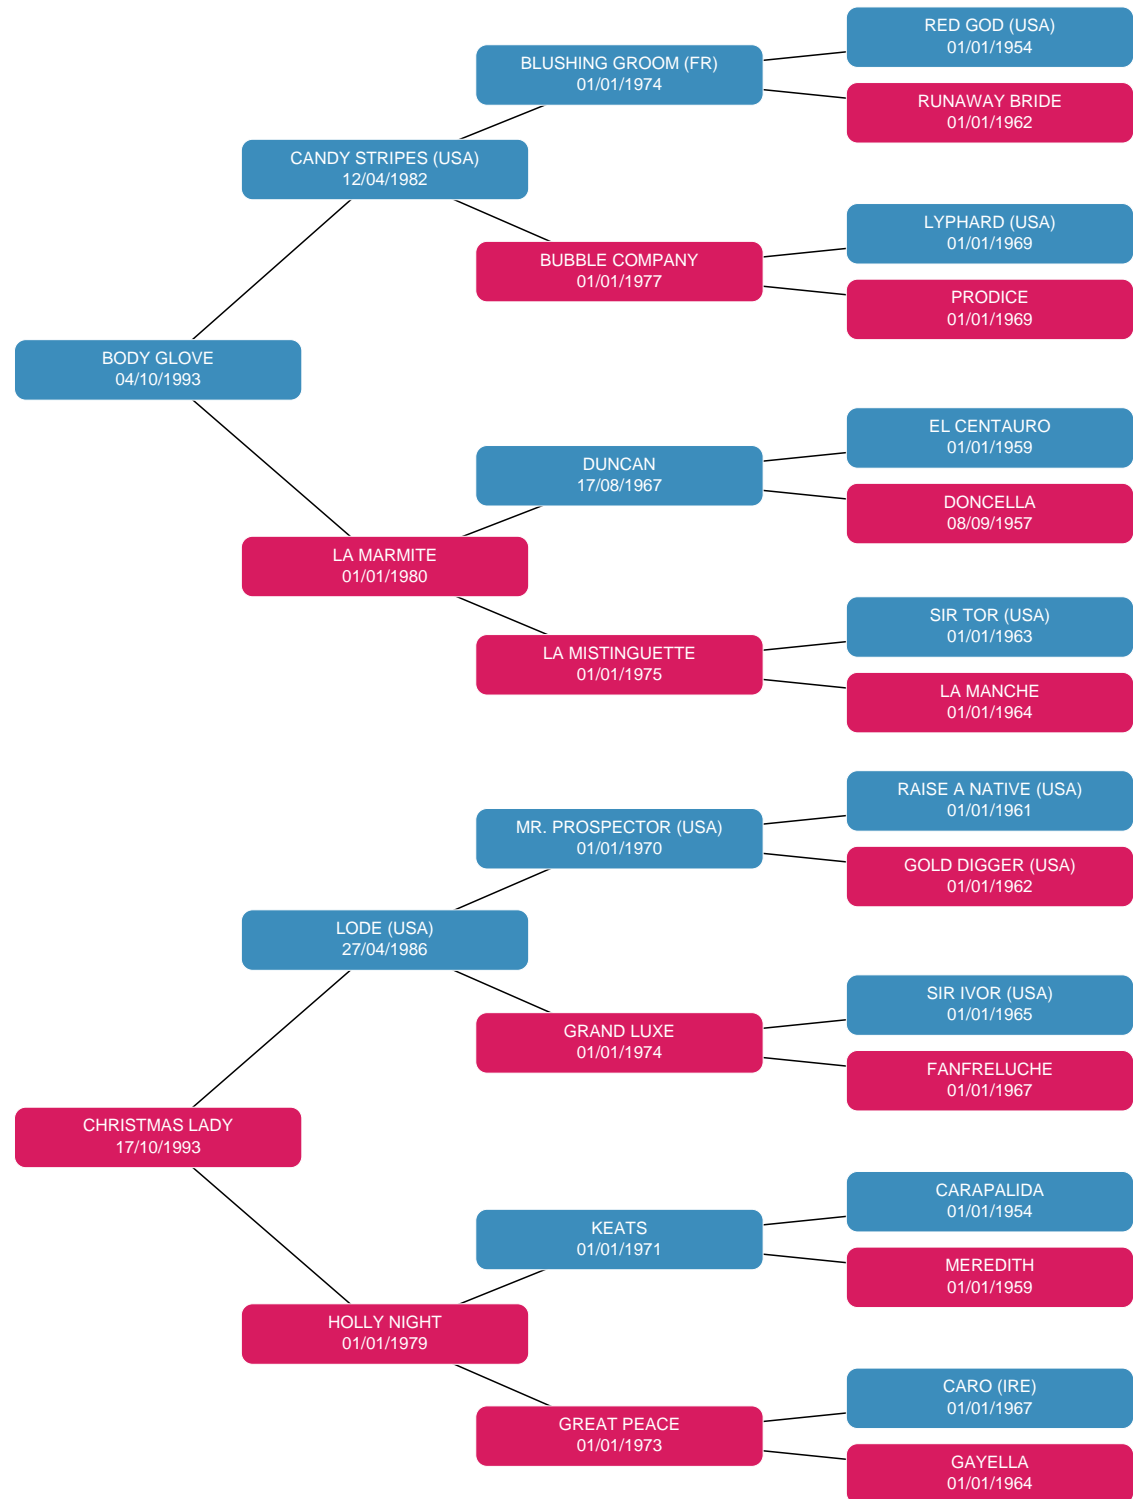 RED GOD (USA)
01/01/1954
BLUSHING GROOM (FR)
01/01/1974
RUNAWAY BRIDE
01/01/1962
CANDY STRIPES (USA)
12/04/1982
LYPHARD (USA)
01/01/1969
BUBBLE COMPANY
01/01/1977
PRODICE
01/01/1969
BODY GLOVE
04/10/1993
EL CENTAURO
01/01/1959
DUNCAN
17/08/1967
DONCELLA
08/09/1957
LA MARMITE
01/01/1980
SIR TOR (USA)
01/01/1963
LA MISTINGUETTE
01/01/1975
LA MANCHE
01/01/1964
RAISE A NATIVE (USA)
01/01/1961
MR. PROSPECTOR (USA)
01/01/1970
GOLD DIGGER (USA)
01/01/1962
LODE (USA)
27/04/1986
SIR IVOR (USA)
01/01/1965
GRAND LUXE
01/01/1974
FANFRELUCHE
01/01/1967
CHRISTMAS LADY
17/10/1993
CARAPALIDA
01/01/1954
KEATS
01/01/1971
MEREDITH
01/01/1959
HOLLY NIGHT
01/01/1979
CARO (IRE)
01/01/1967
GREAT PEACE
01/01/1973
GAYELLA
01/01/1964